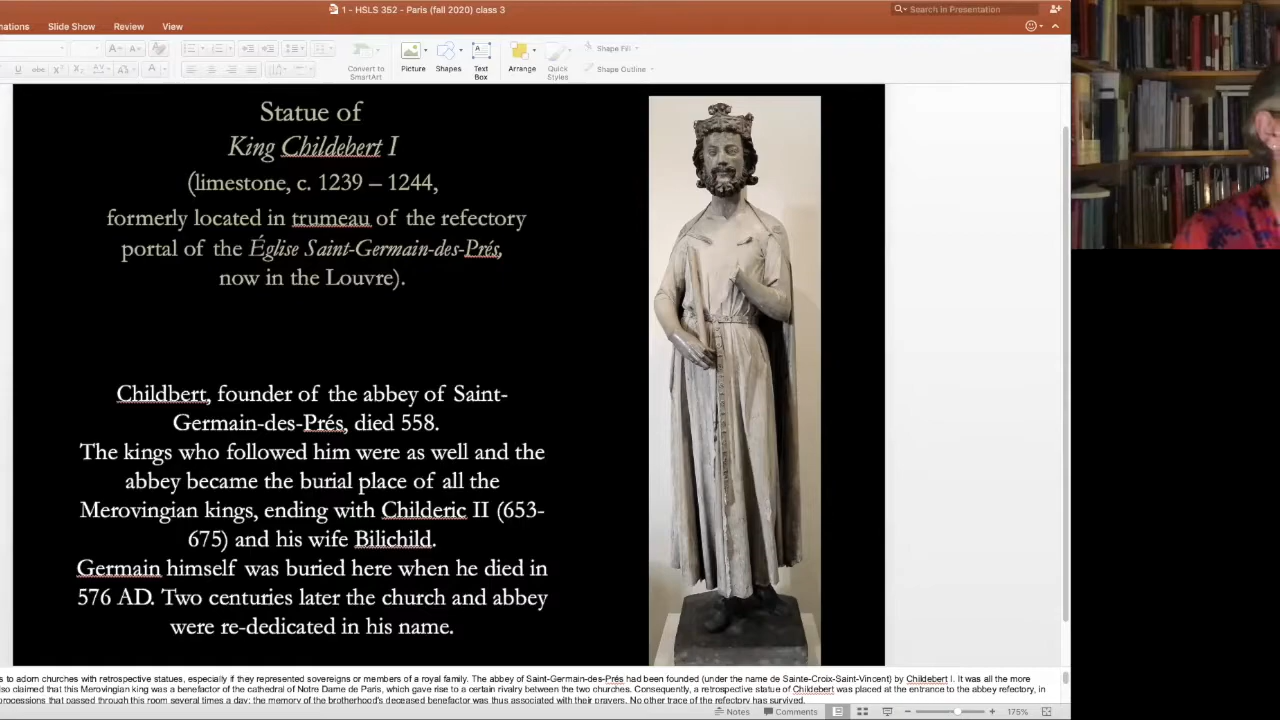 1 - HSLS 352 - Paris (fall 2020) class 3
Search in Presentation
nations Slide Show Review View
Convert to SmartArt
Picture Shapes Text Box Arrange Quick Styles Shape Fill
Shape Outline
Statue of
King Childebert I
(limestone, c. 1239 – 1244,
formerly located in trumeau of the refectory
portal of the Église Saint-Germain-des-Prés,
now in the Louvre).
Childbert, founder of the abbey of Saint-
Germain-des-Prés, died 558.
The kings who followed him were as well and the
abbey became the burial place of all the
Merovingian kings, ending with Childeric II (653-
675) and his wife Bilichild.
Germain himself was buried here when he died in
576 AD. Two centuries later the church and abbey
were re-dedicated in his name.
s to adorn churches with retrospective statues, especially if they represented sovereigns or members of a royal family. The abbey of Saint-Germain-des-Prés had been founded (under the name de Sainte-Croix-Saint-Vincent) by Childebert I. It was all the more
lso claimed that this Merovingian king was a benefactor of the cathedral of Notre Dame de Paris, which gave rise to a certain rivalry between the two churches. Consequently, a retrospective statue of Childebert was placed at the entrance to the abbey refectory, in
processions that passed through this room several times a day: the memory of the brotherhood's deceased benefactor was thus associated with their prayers. No other trace of the refectory has survived.
Notes Comments 175%